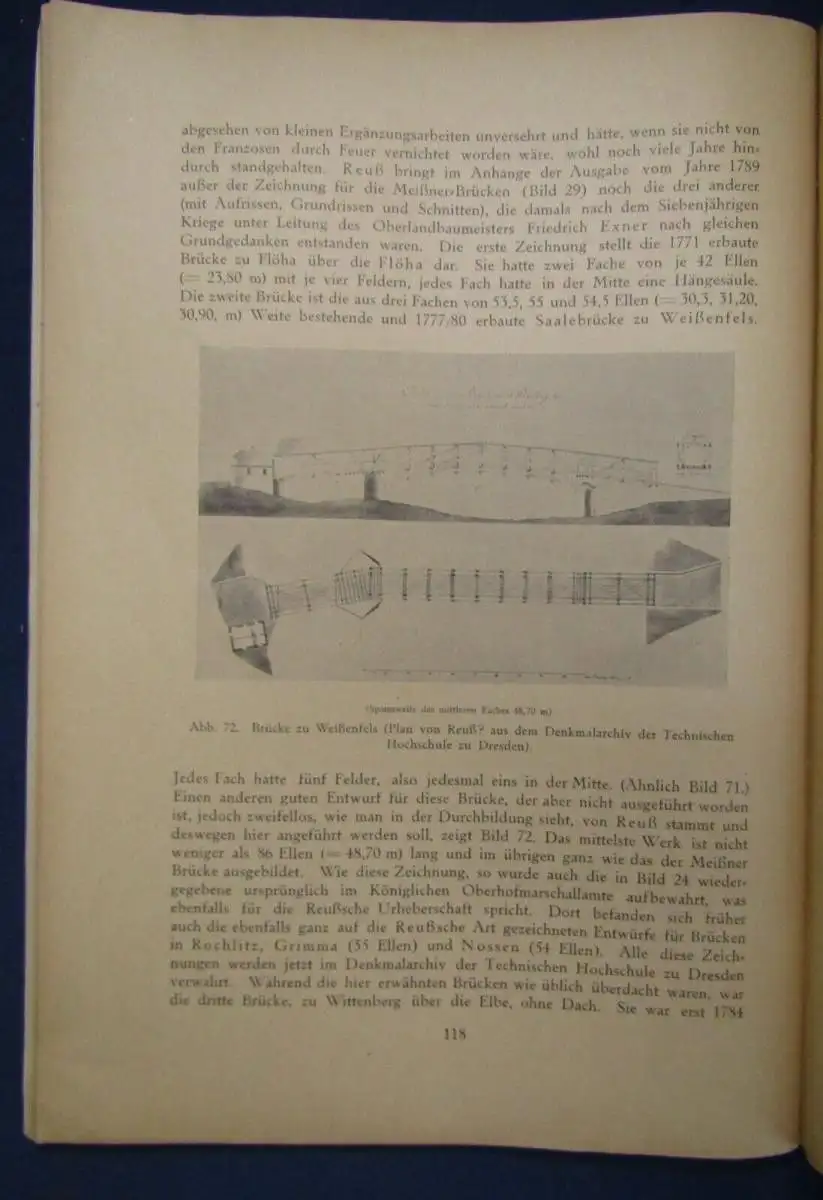 abgesehen von kleinen Ergänzungsarbeiten unversehrt und hätte, wenn sie nicht von
den Franzosen durch Feuer vernichtet worden wäre, wohl noch viele Jahre hin-
durch standgehalten. Reuß bringt im Anhange der Ausgabe vom Jahre 1789
außer der Zeichnung für die Meißner-Brücken (Bild 29) noch die drei anderer
(mit Aufrissen, Grundrissen und Schnitten), die damals nach dem Siebenjährigen
Kriege unter Leitung des Oberlandbaumeisters Friedrich Exner nach gleichen
Grundgedanken entstanden waren. Die erste Zeichnung stellt die 1771 erbaute
Brücke zu Flöha über die Flöha dar. Sie hatte zwei Fache von je 42 Ellen
(= 23,80 m) mit je vier Feldern, jedes Fach hatte in der Mitte eine Hängesäule.
Die zweite Brücke ist die aus drei Fachen von 53,5, 55 und 54,5 Ellen (= 30,3, 31,20,
30,90, m) Weite bestehende und 1777/80 erbaute Saalebrücke zu Weißenfels.
(Spannweite des mittleren Faches 48,70 m)
Abb. 72. Brücke zu Weißenfels (Plan von Reuß? aus dem Denkmalarchiv der Technischen
Hochschule zu Dresden)
Jedes Fach hatte fünf Felder, also jedesmal eins in der Mitte. (Ähnlich Bild 71.)
Einen anderen guten Entwurf für diese Brücke, der aber nicht ausgeführt worden
ist, jedoch zweifellos, wie man in der Durchbildung sieht, von Reuß stammt und
deswegen hier angeführt werden soll, zeigt Bild 72. Das mittelste Werk ist nicht
weniger als 86 Ellen (= 48,70 m) lang und im übrigen ganz wie das der Meißner
Brücke ausgebildet. Wie diese Zeichnung, so wurde auch die in Bild 24 wieder-
gegebene ursprünglich im Königlichen Oberhofmarschallamte aufbewahrt, was
ebenfalls für die Reußsche Urheberschaft spricht. Dort befanden sich früher
auch die ebenfalls ganz auf die Reußsche Art gezeichneten Entwürfe für Brücken
in Rochlitz, Grimma (55 Ellen) und Nossen (54 Ellen). Alle diese Zeich-
nungen werden jetzt im Denkmalarchiv der Technischen Hochschule zu Dresden
verwahrt. Während die hier erwähnten Brücken wie üblich überdacht waren, war
die dritte Brücke, zu Wittenberg über die Elbe, ohne Dach. Sie war erst 1784
118